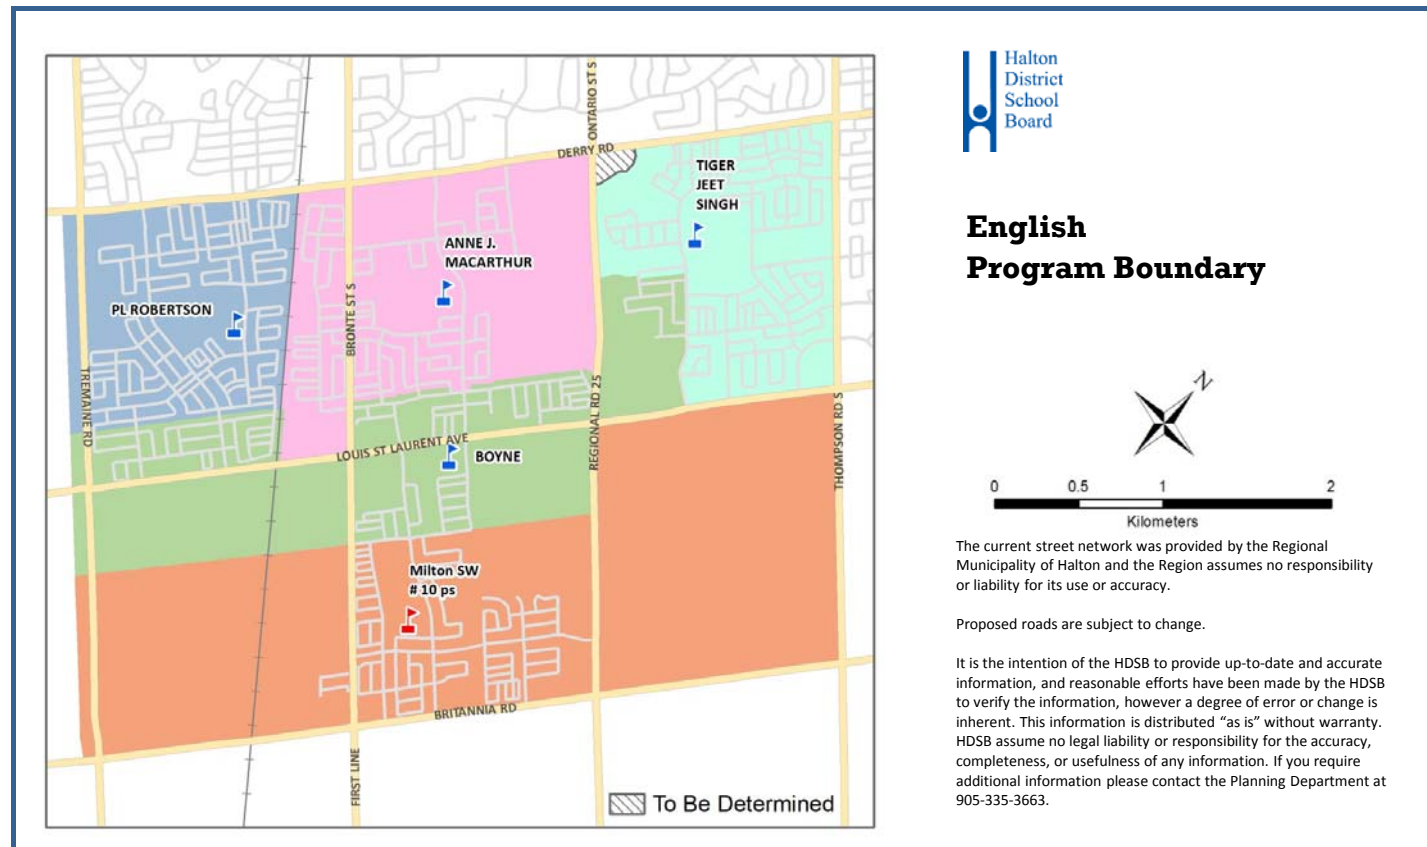 ONTARIO ST S
DERRY RD
TIGER
JEET
SINGH
ANNE J.
MACARTHUR
PL ROBERTSON
BRONTE ST S
TREMAINE RD
REGIONAL RD 25
THOMPSON RD S
LOUIS ST LAURENT AVE
BOYNE
Milton SW
# 10 ps
BRITANNIA RD
FIRST LINE
To Be Determined
Halton
District
School
Board
English
Program Boundary
N
0 0.5 1 2
Kilometers
The current street network was provided by the Regional
Municipality of Halton and the Region assumes no responsibility
or liability for its use or accuracy.
Proposed roads are subject to change.
It is the intention of the HDSB to provide up-to-date and accurate
information, and reasonable efforts have been made by the HDSB
to verify the information, however a degree of error or change is
inherent. This information is distributed “as is” without warranty.
HDSB assume no legal liability or responsibility for the accuracy,
completeness, or usefulness of any information. If you require
additional information please contact the Planning Department at
905-335-3663.